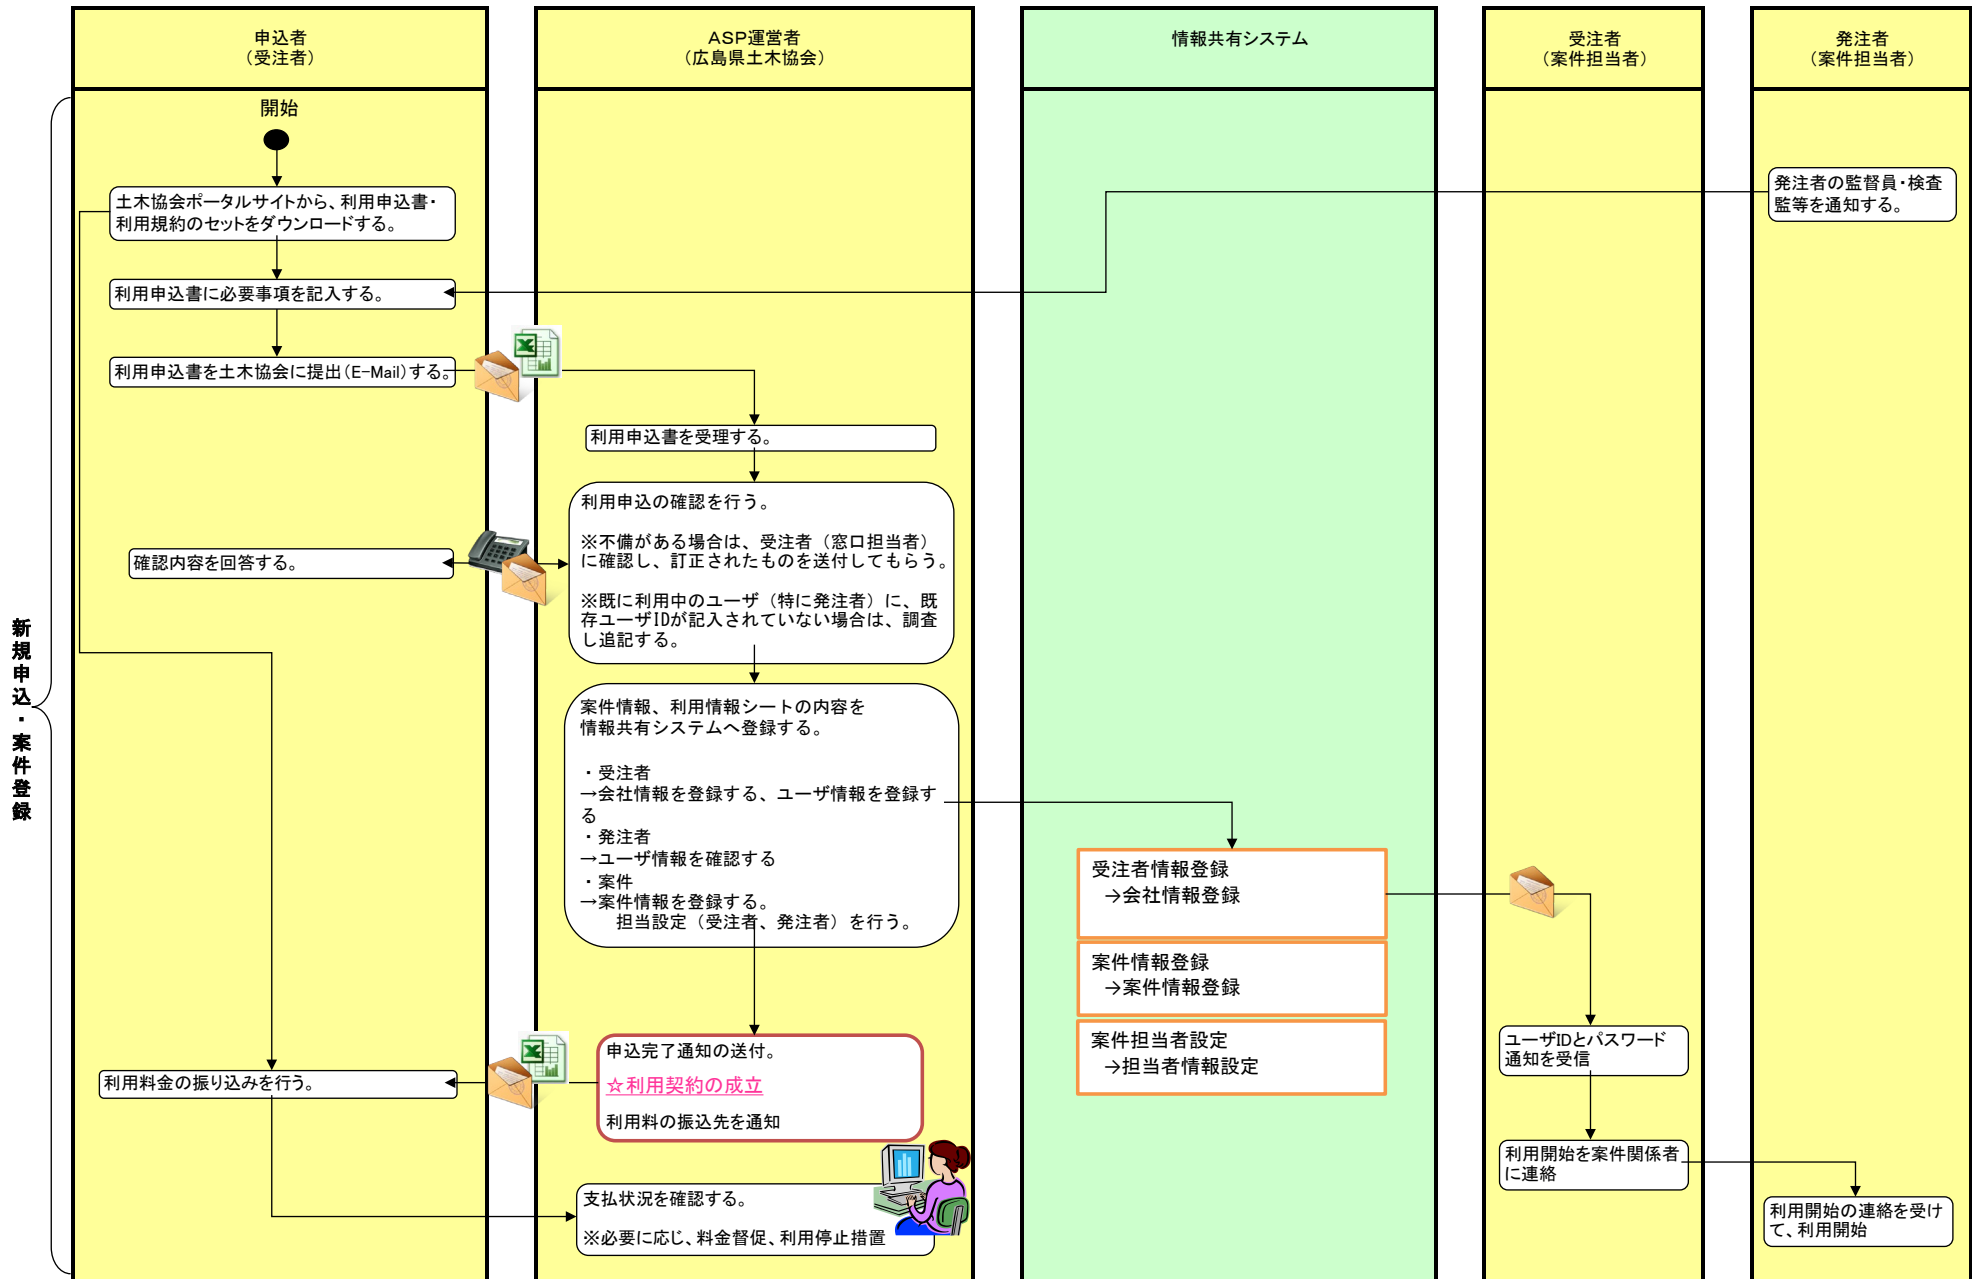 申込者
（受注者）
ASP運営者
（広島県土木協会）
情報共有システム
受注者
（案件担当者）
発注者
（案件担当者）
新規申込・案件登録
開始
土木協会ポータルサイトから、利用申込書・
利用規約のセットをダウンロードする。
発注者の監督員・検査
監等を通知する。
利用申込書に必要事項を記入する。
利用申込書を土木協会に提出（E-Mail）する。
利用申込書を受理する。
利用申込の確認を行う。
※不備がある場合は、受注者（窓口担当者）
に確認し、訂正されたものを送付してもらう。
※既に利用中のユーザ（特に発注者）に、既
存ユーザIDが記入されていない場合は、調査
し追記する。
確認内容を回答する。
案件情報、利用情報シートの内容を
情報共有システムへ登録する。
・受注者
→会社情報を登録する、ユーザ情報を登録す
る
・発注者
→ユーザ情報を確認する
・案件
→案件情報を登録する。
担当設定（受注者、発注者）を行う。
受注者情報登録
→会社情報登録
案件情報登録
→案件情報登録
案件担当者設定
→担当者情報設定
申込完了通知の送付。
☆利用契約の成立
利用料の振込先を通知
利用料金の振り込みを行う。
ユーザIDとパスワード
通知を受信
利用開始を案件関係者
に連絡
支払状況を確認する。
※必要に応じ、料金督促、利用停止措置
利用開始の連絡を受け
て、利用開始